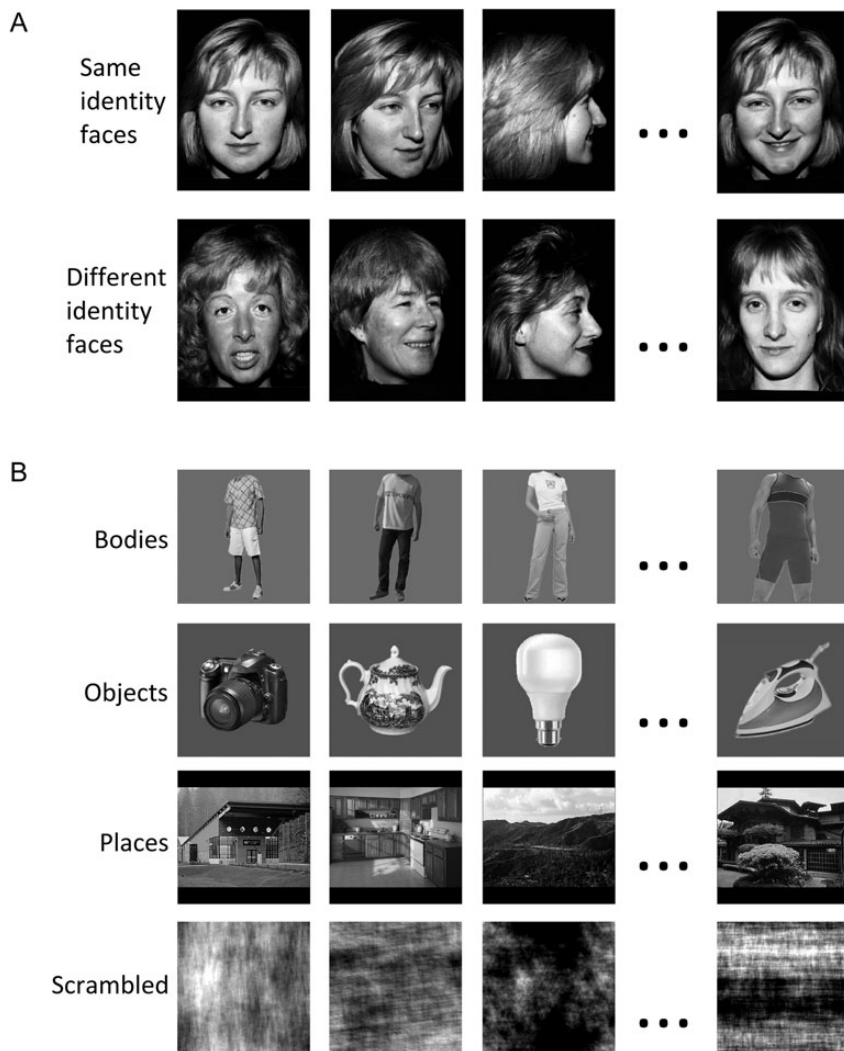 A
Same
identity
faces
Different
identity
faces
B
Bodies
Objects
Places
Scrambled